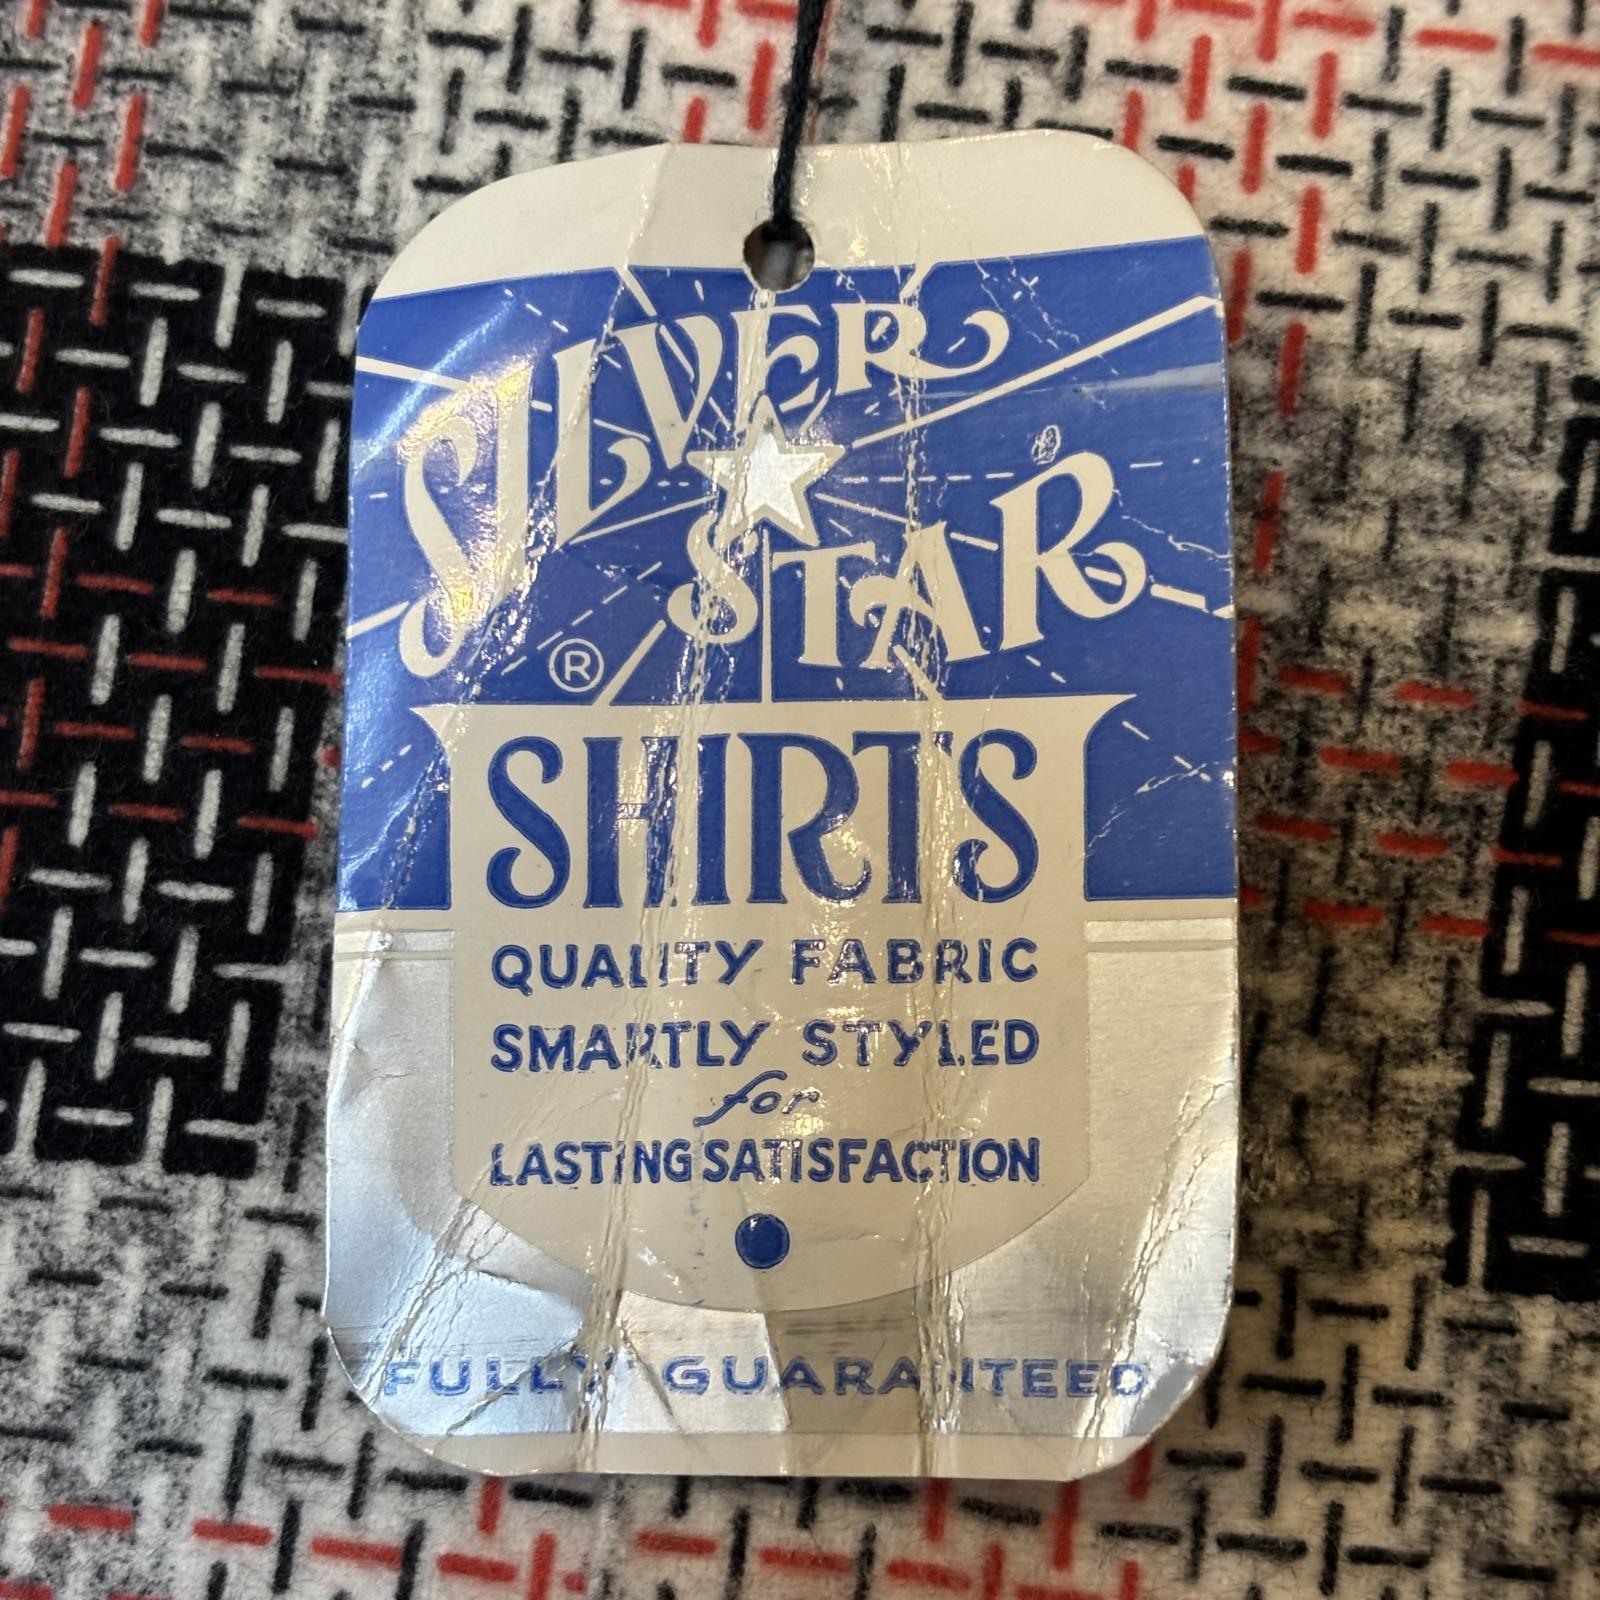 SILVER
STAR
®
SHIRTS
QUALITY FABRIC
SMARTLY STYLED
for
LASTING SATISFACTION
FULLY GUARANTEED